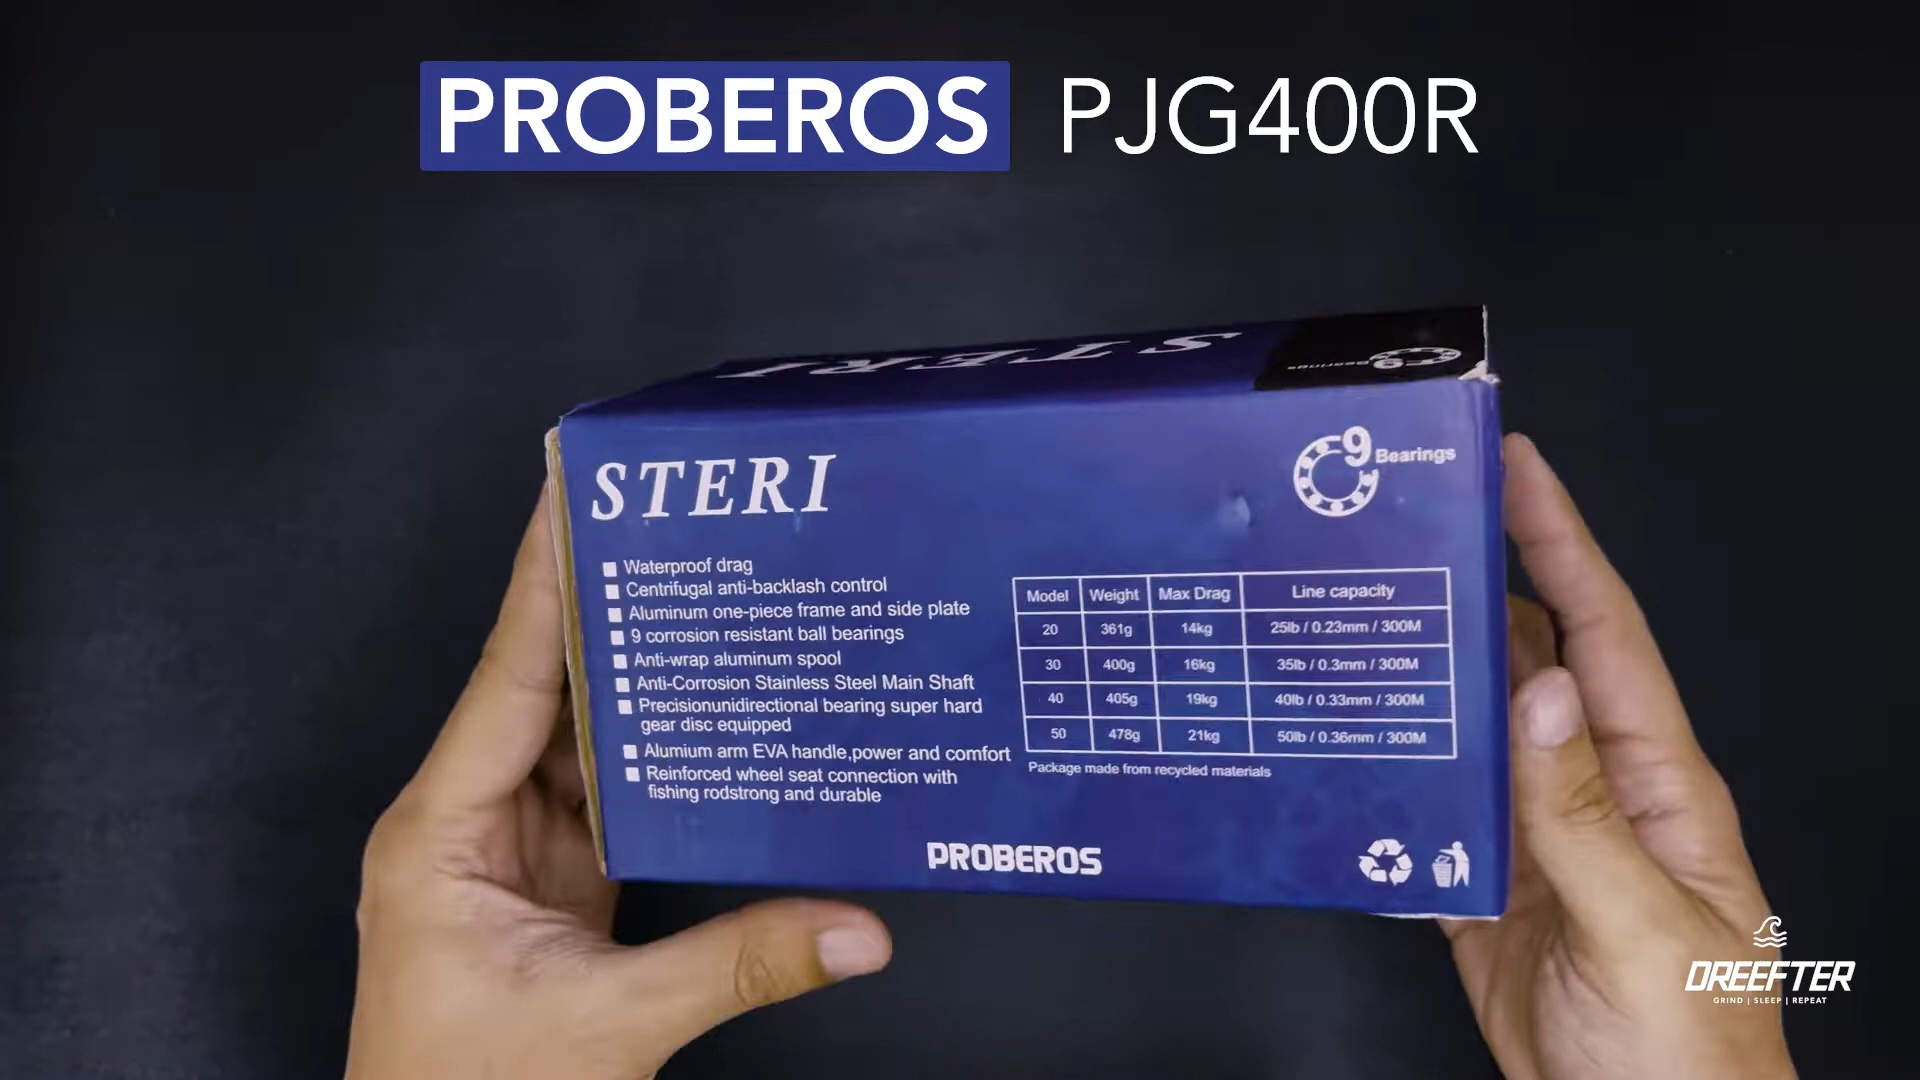 PROBEROS PJG400R
STERI
9 Bearings
STERI
9 Bearings
Waterproof drag
Centrifugal anti-backlash control
Aluminum one-piece frame and side plate
9 corrosion resistant ball bearings
Anti-wrap aluminum spool
Anti-Corrosion Stainless Steel Main Shaft
Precisionunidirectional bearing super hard
gear disc equipped
Alumium arm EVA handle,power and comfort
Reinforced wheel seat connection with
fishing rodstrong and durable
Model Weight Max Drag Line capacity
20 361g 14kg 25lb / 0.23mm / 300M
30 400g 16kg 35lb / 0.3mm / 300M
40 405g 19kg 40lb / 0.33mm / 300M
50 478g 21kg 50lb / 0.36mm / 300M
Package made from recycled materials
PROBEROS
DREEFTER
GRIND | SLEEP | REPEAT